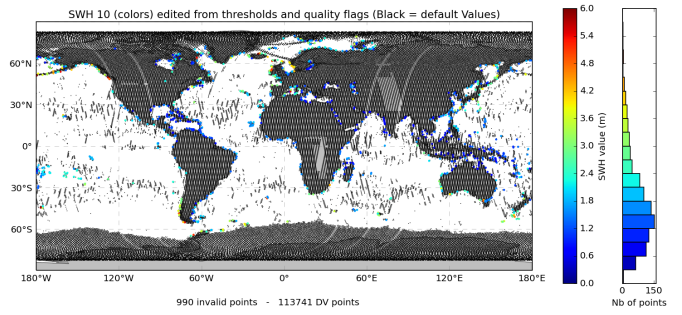 SWH 10 (colors) edited from thresholds and quality flags (Black = default Values)
60°N
30°N
0°
30°S
60°S
180°W
120°W
60°W
0°
60°E
120°E
180°E
6.0
5.4
4.8
4.2
3.6
3.0
2.4
1.8
1.2
0.6
0.0
SWH value (m)
0
150
Nb of points
990 invalid points - 113741 DV points